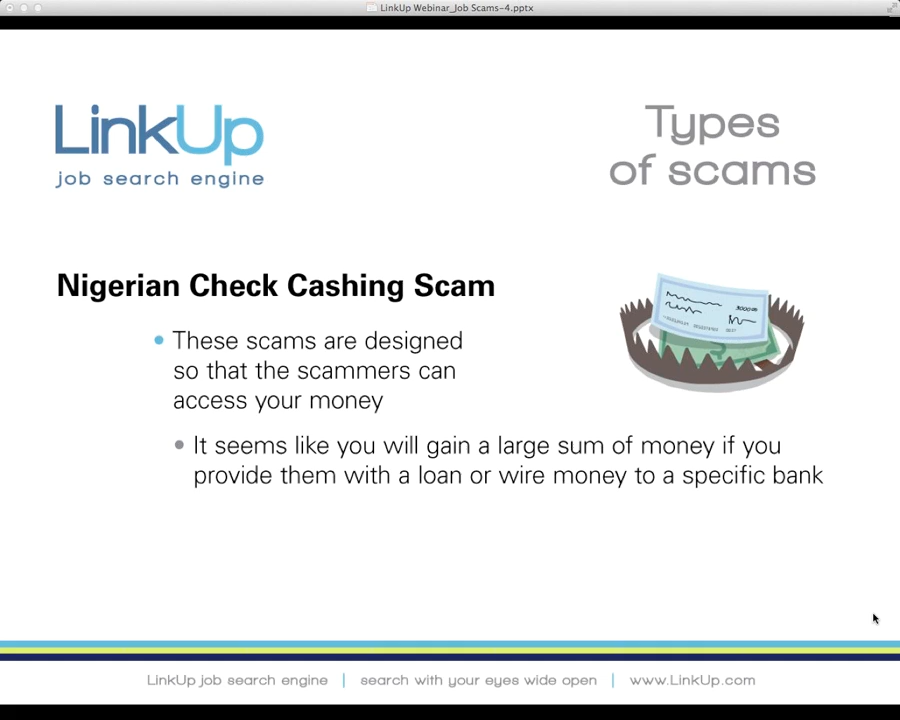 LinkUp Webinar_Job Scams-4.pptx
LinkUp
job search engine
Types
of scams
Nigerian Check Cashing Scam
• These scams are designed
so that the scammers can
access your money
• It seems like you will gain a large sum of money if you
provide them with a loan or wire money to a specific bank
LinkUp job search engine | search with your eyes wide open | www.LinkUp.com